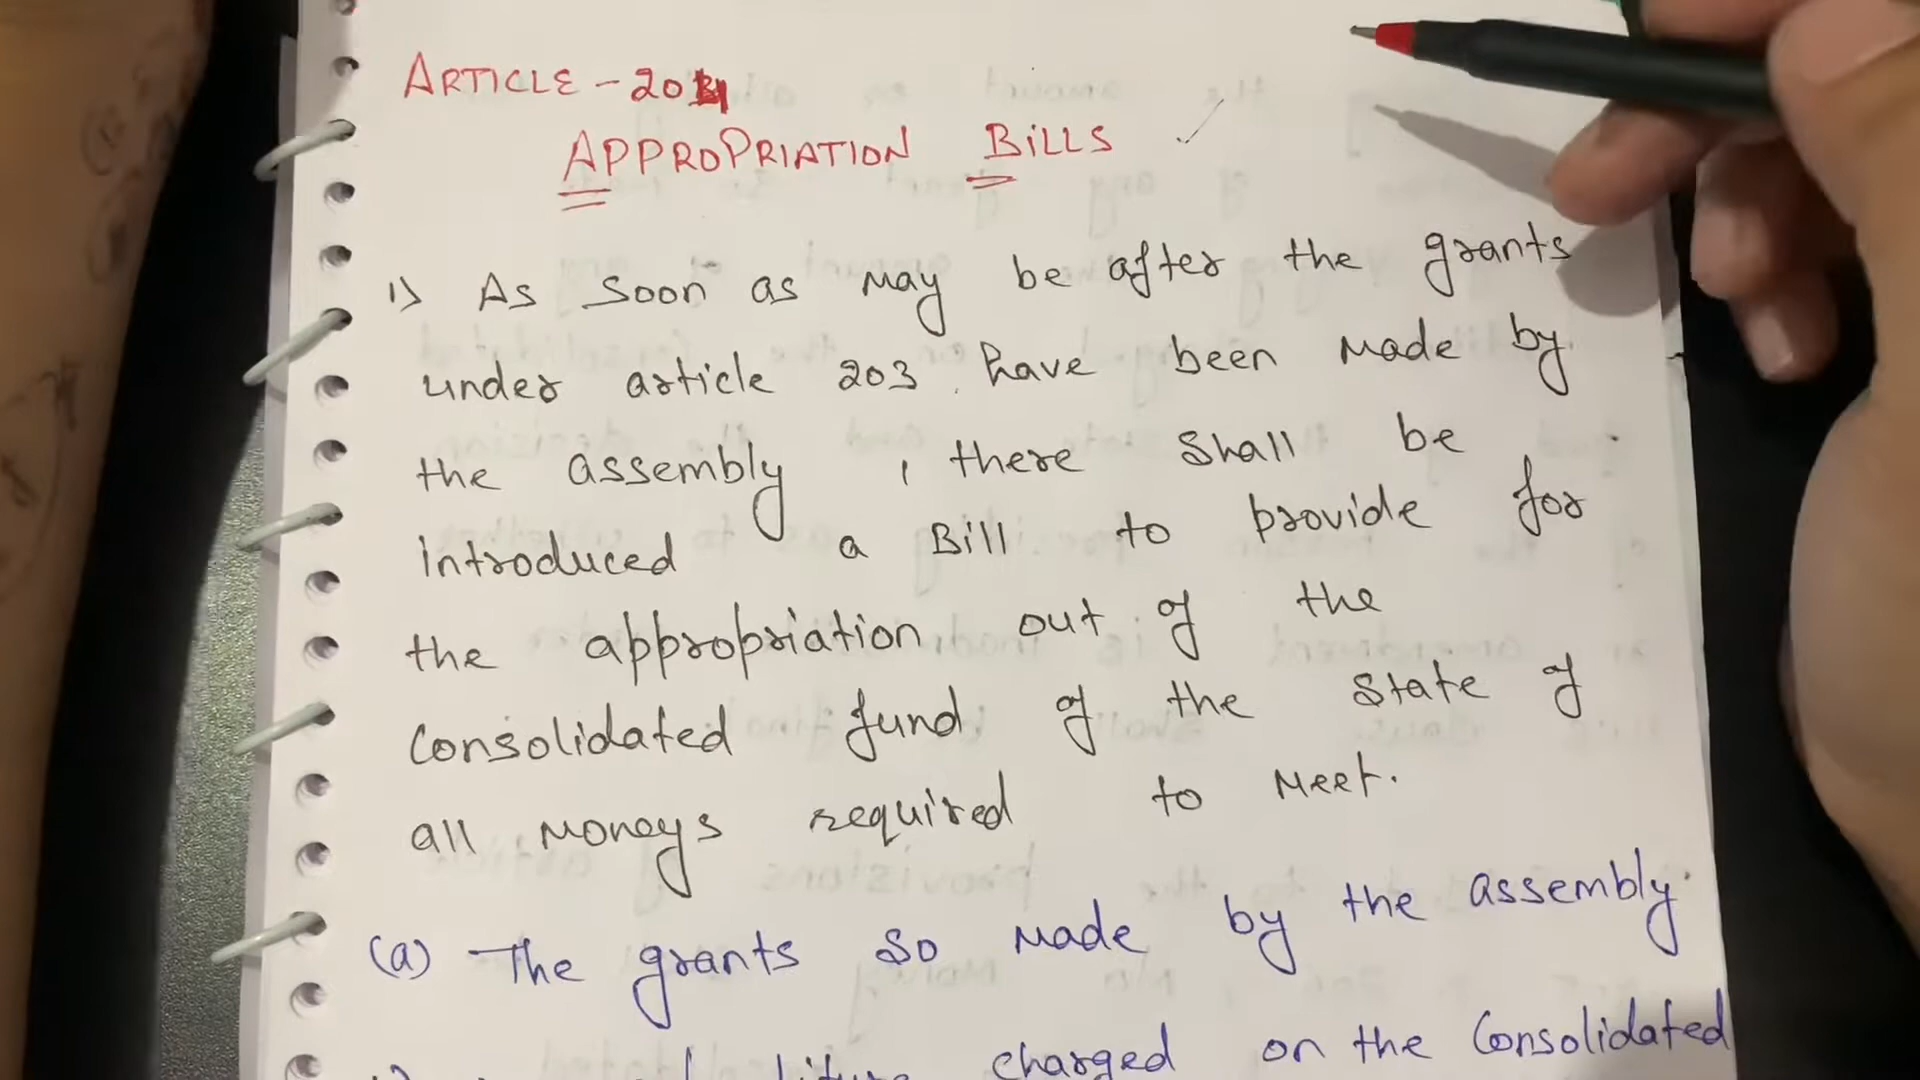 ARTICLE - 204
APPROPRIATION BILLS
1) As soon as may be after the grants
under article 203 have been made by
the assembly, there shall be
introduced a Bill to provide for
the appropriation out of the
Consolidated fund of the State of
all moneys required to meet.
(a) The grants so made by the assembly.
charged on the Consolidated